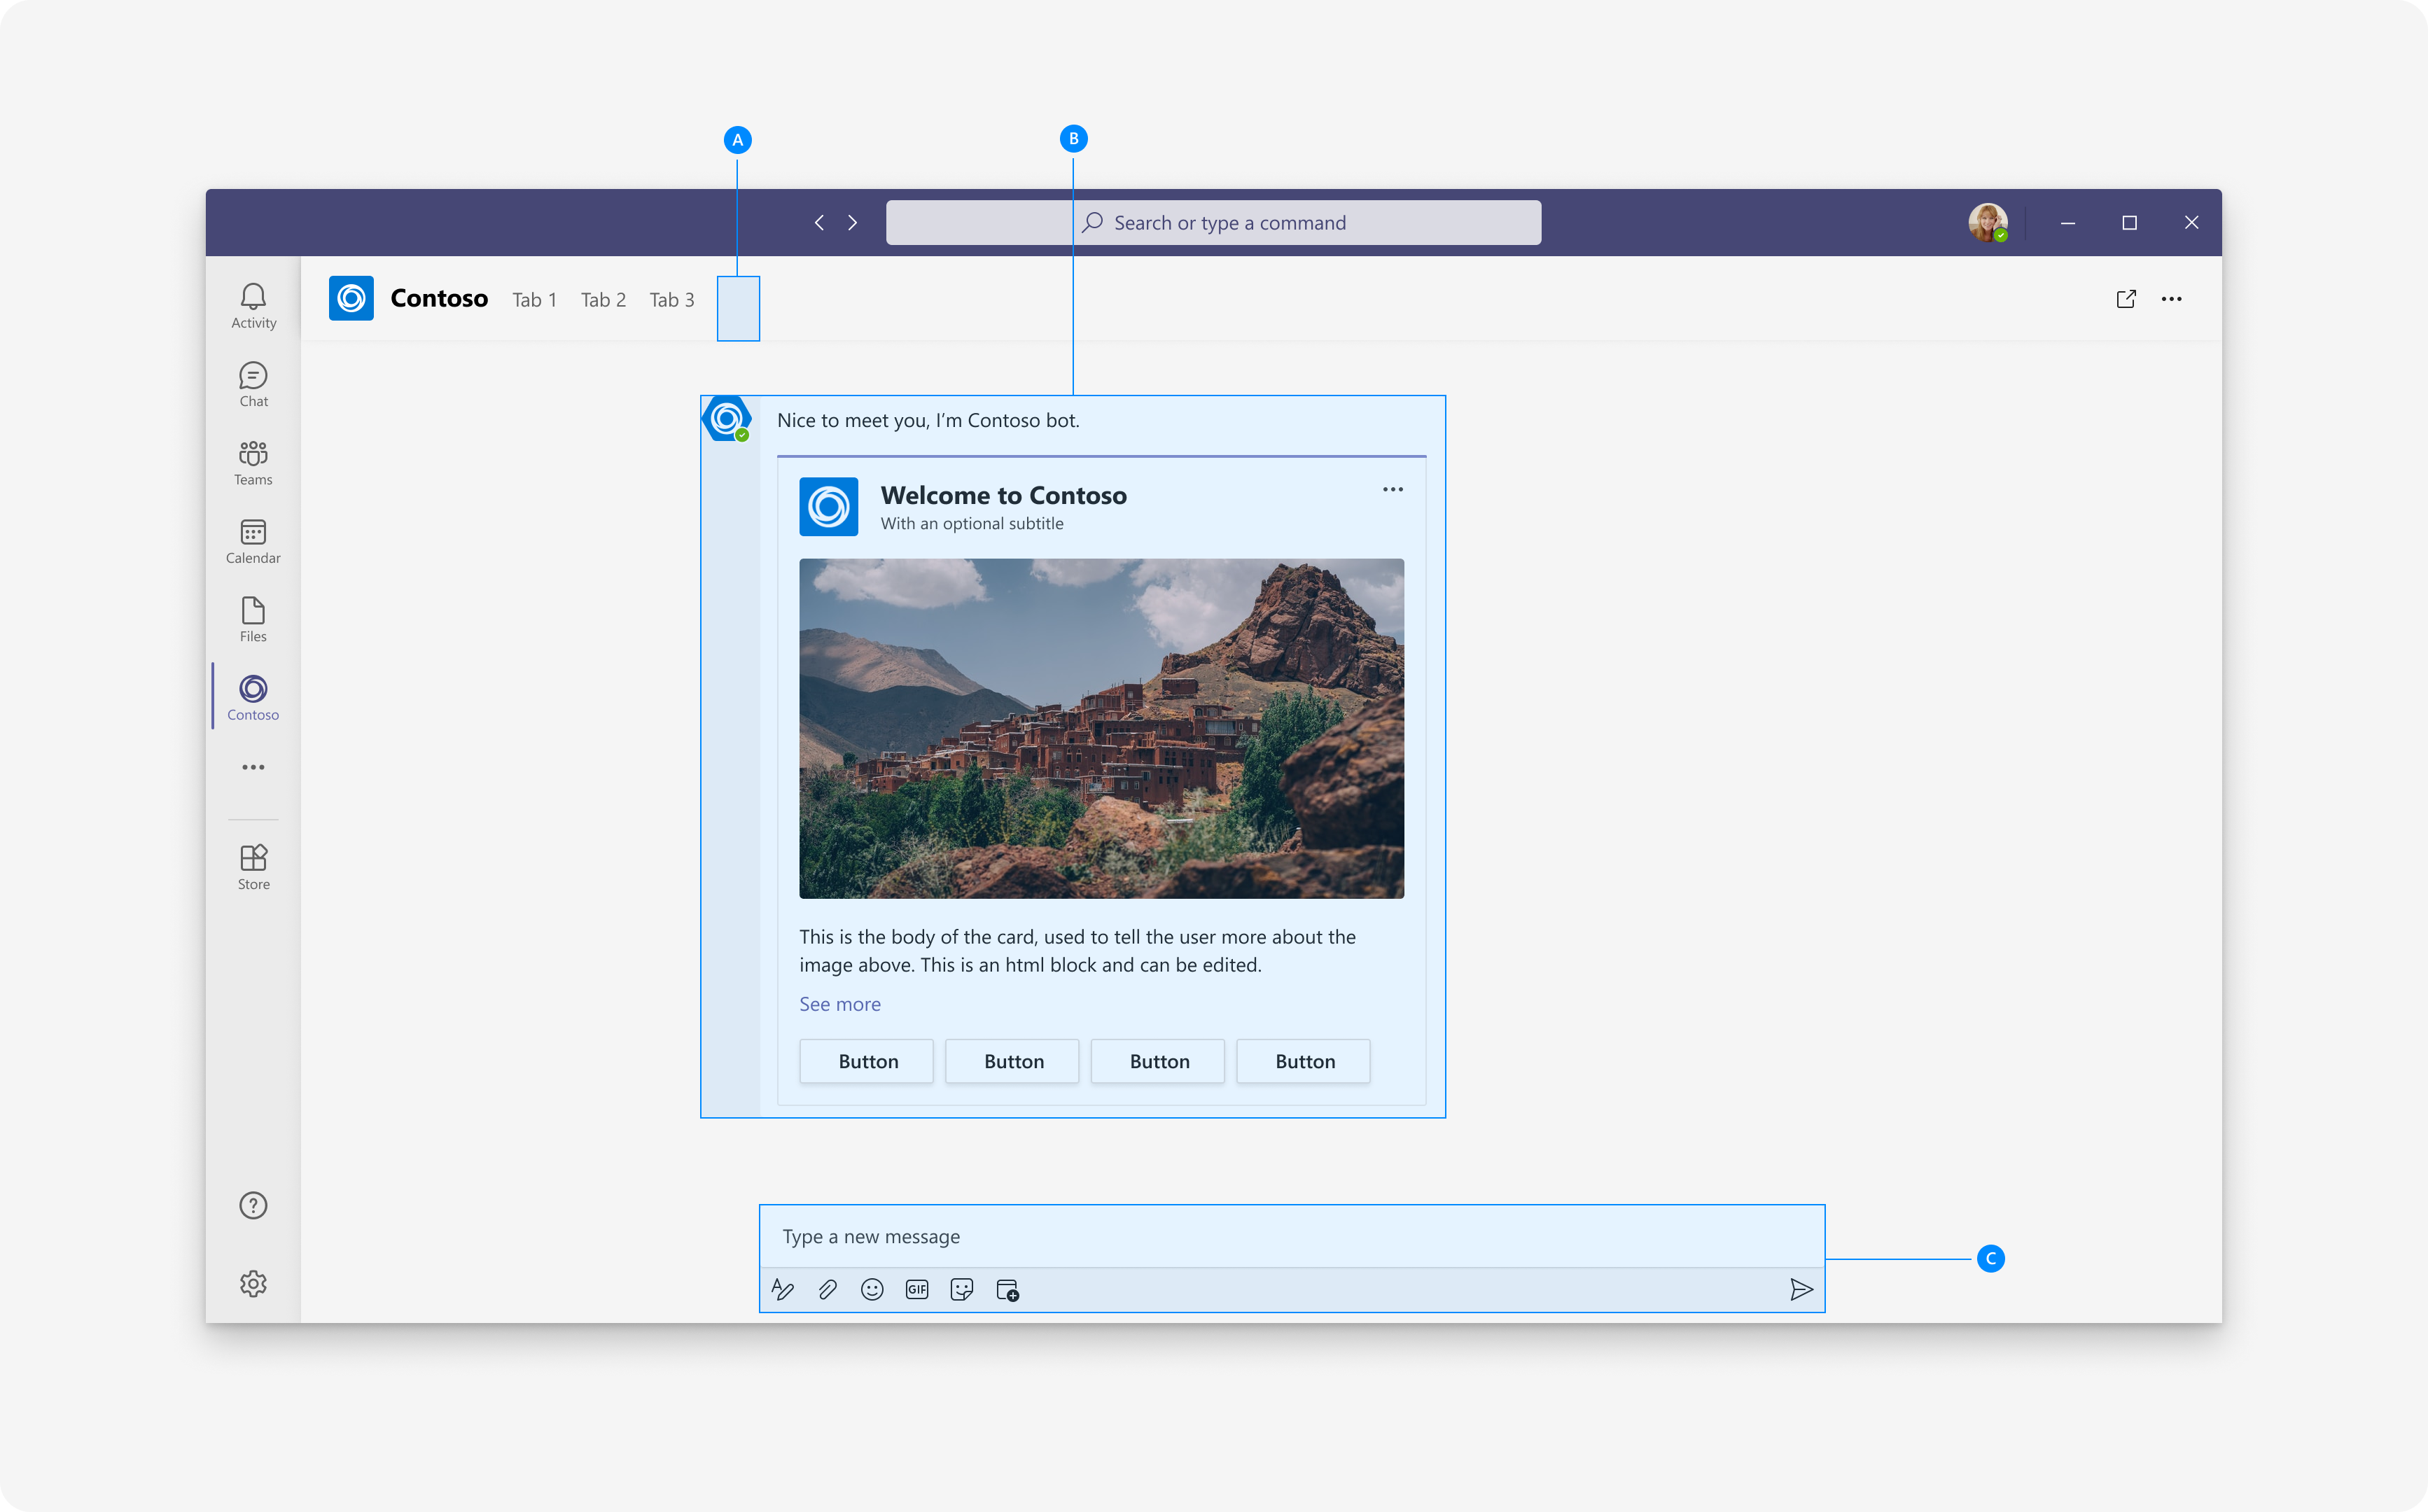 A
B
Search or type a command
Activity
Chat
Teams
Calendar
Files
Contoso
Store
Contoso Tab 1 Tab 2 Tab 3
Nice to meet you, I’m Contoso bot.
Welcome to Contoso
With an optional subtitle
This is the body of the card, used to tell the user more about the
image above. This is an html block and can be edited.
See more
Button Button Button Button
Type a new message
GIF
C